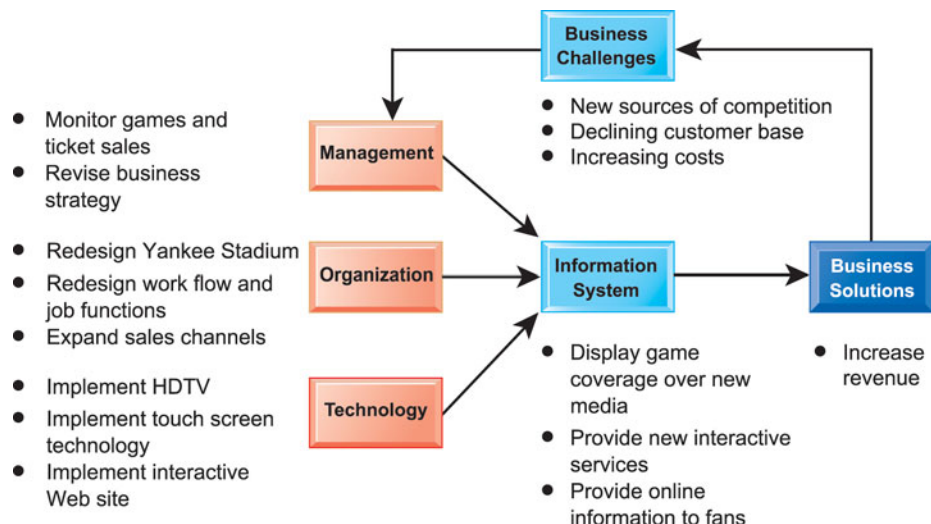 Business
Challenges
● New sources of competition
● Declining customer base
● Increasing costs
● Monitor games and
ticket sales
● Revise business
strategy
Management
● Redesign Yankee Stadium
● Redesign work flow and
job functions
● Expand sales channels
Organization
Information
System
Business
Solutions
● Implement HDTV
● Implement touch screen
technology
● Implement interactive
Web site
Technology
● Display game
coverage over new
media
● Provide new interactive
services
● Provide online
information to fans
● Increase
revenue